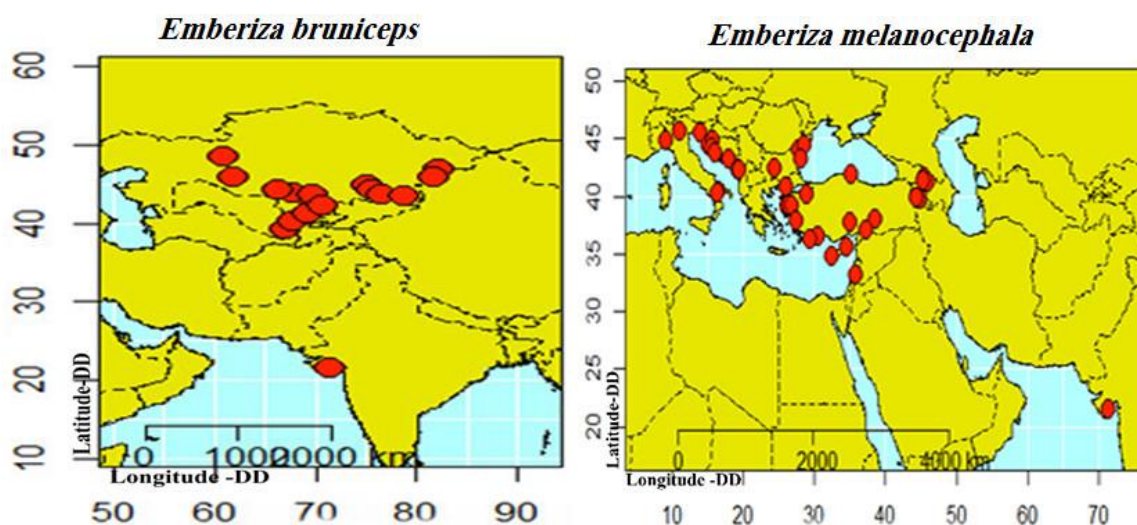 Emberiza bruniceps
60
50
40
30
20
10
Latitude-DD
0 1000 2000 km
Longitude -DD
50 60 70 80 90
Emberiza melanocephala
50
45
40
35
30
25
20
Latitude-DD
0 2000 4000 km
Longitude -DD
10 20 30 40 50 60 70